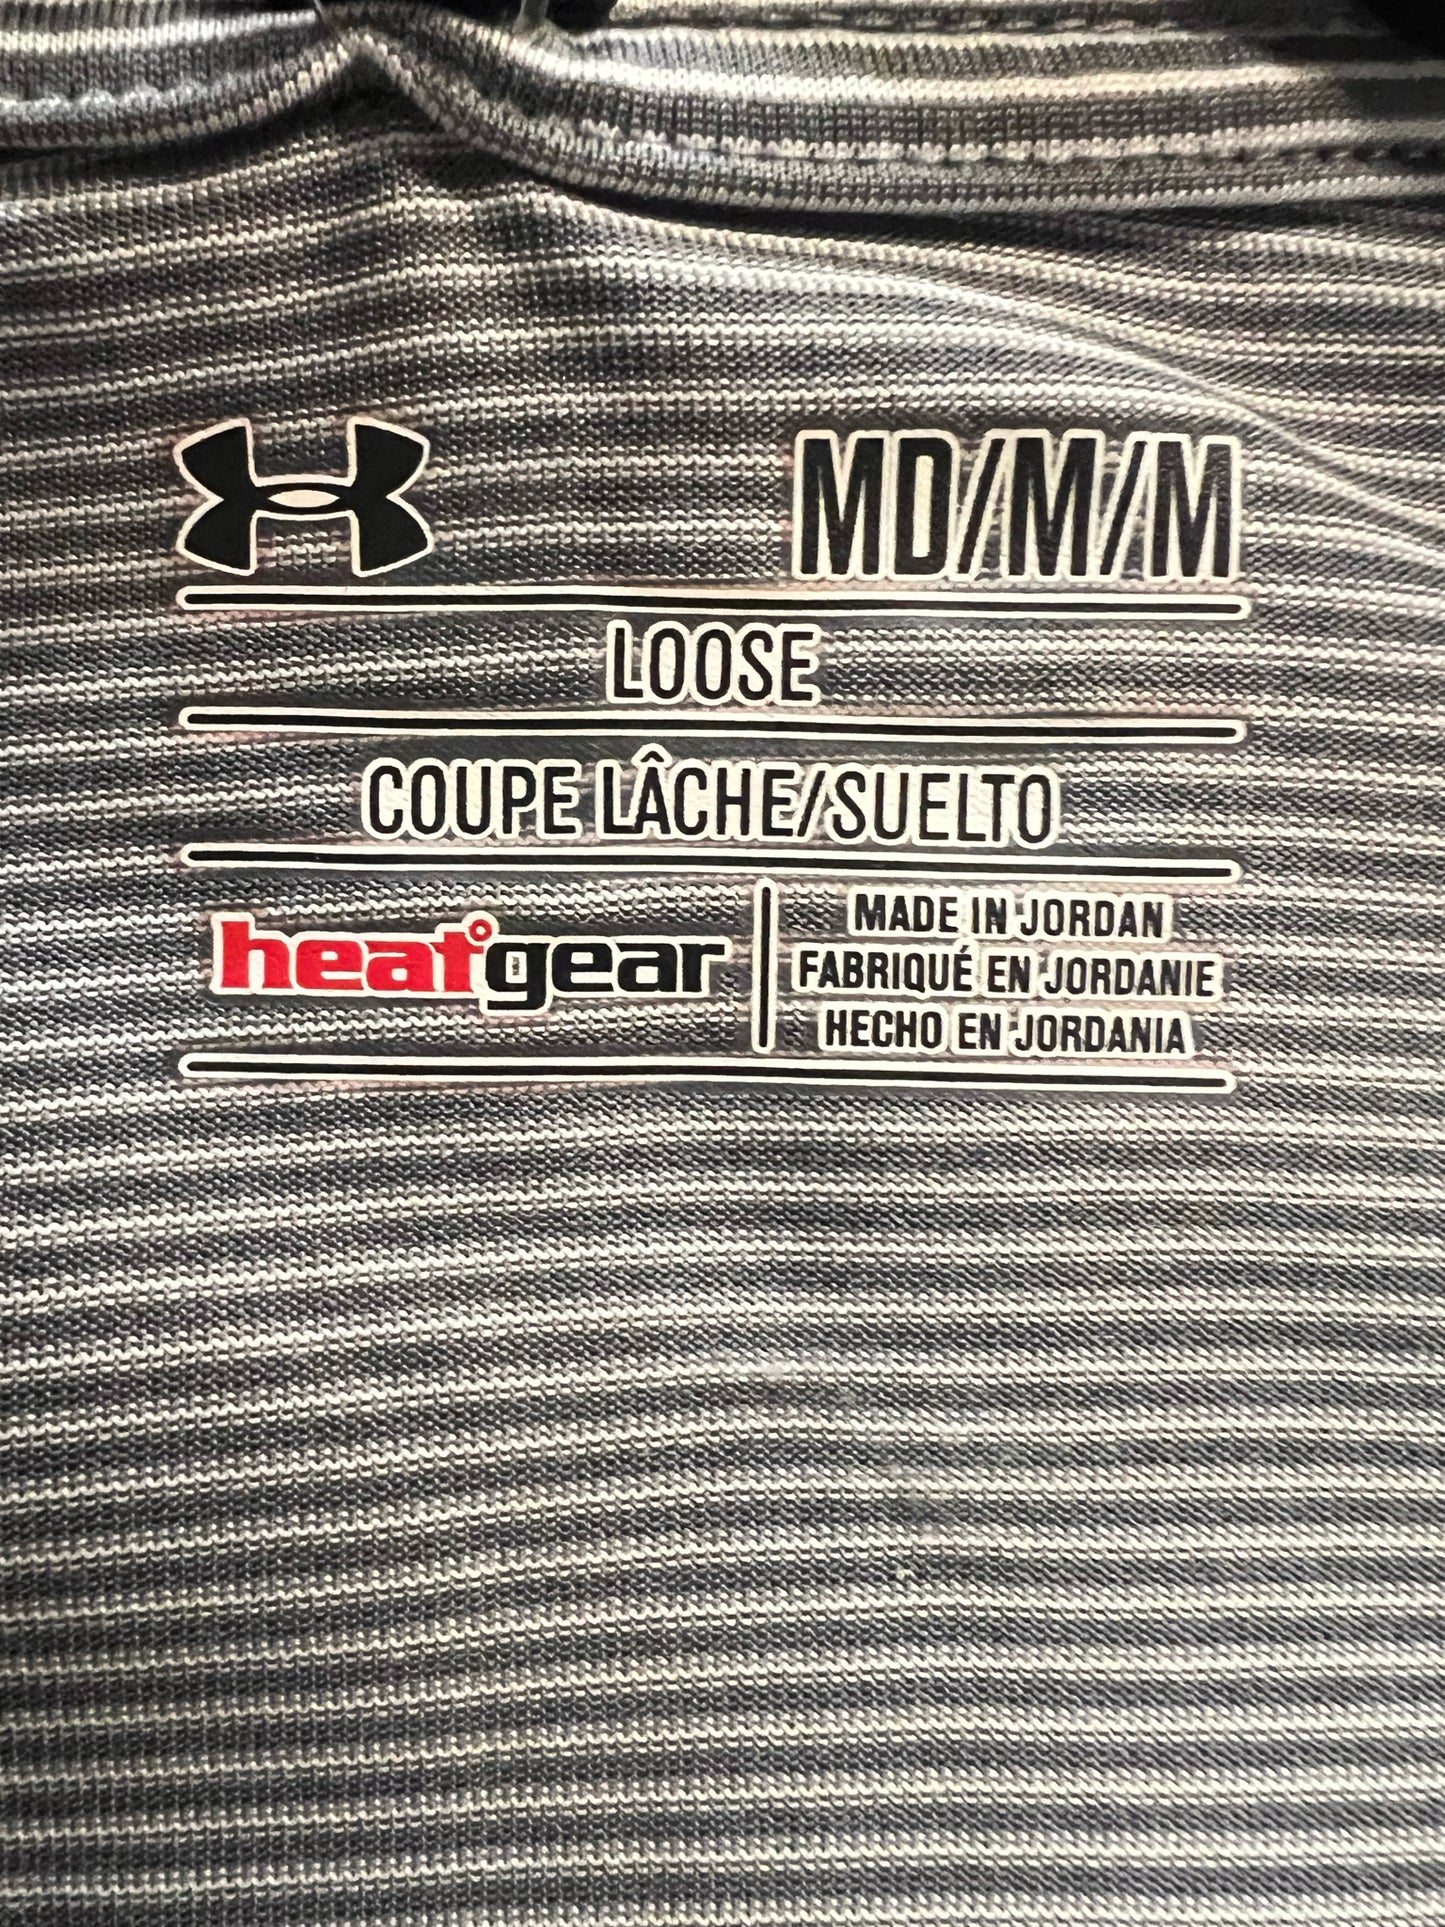 MD/M/M
LOOSE
COUPE LÂCHE/SUELTO
heatgear
MADE IN JORDAN
FABRIQUÉ EN JORDANIE
HECHO EN JORDANIA